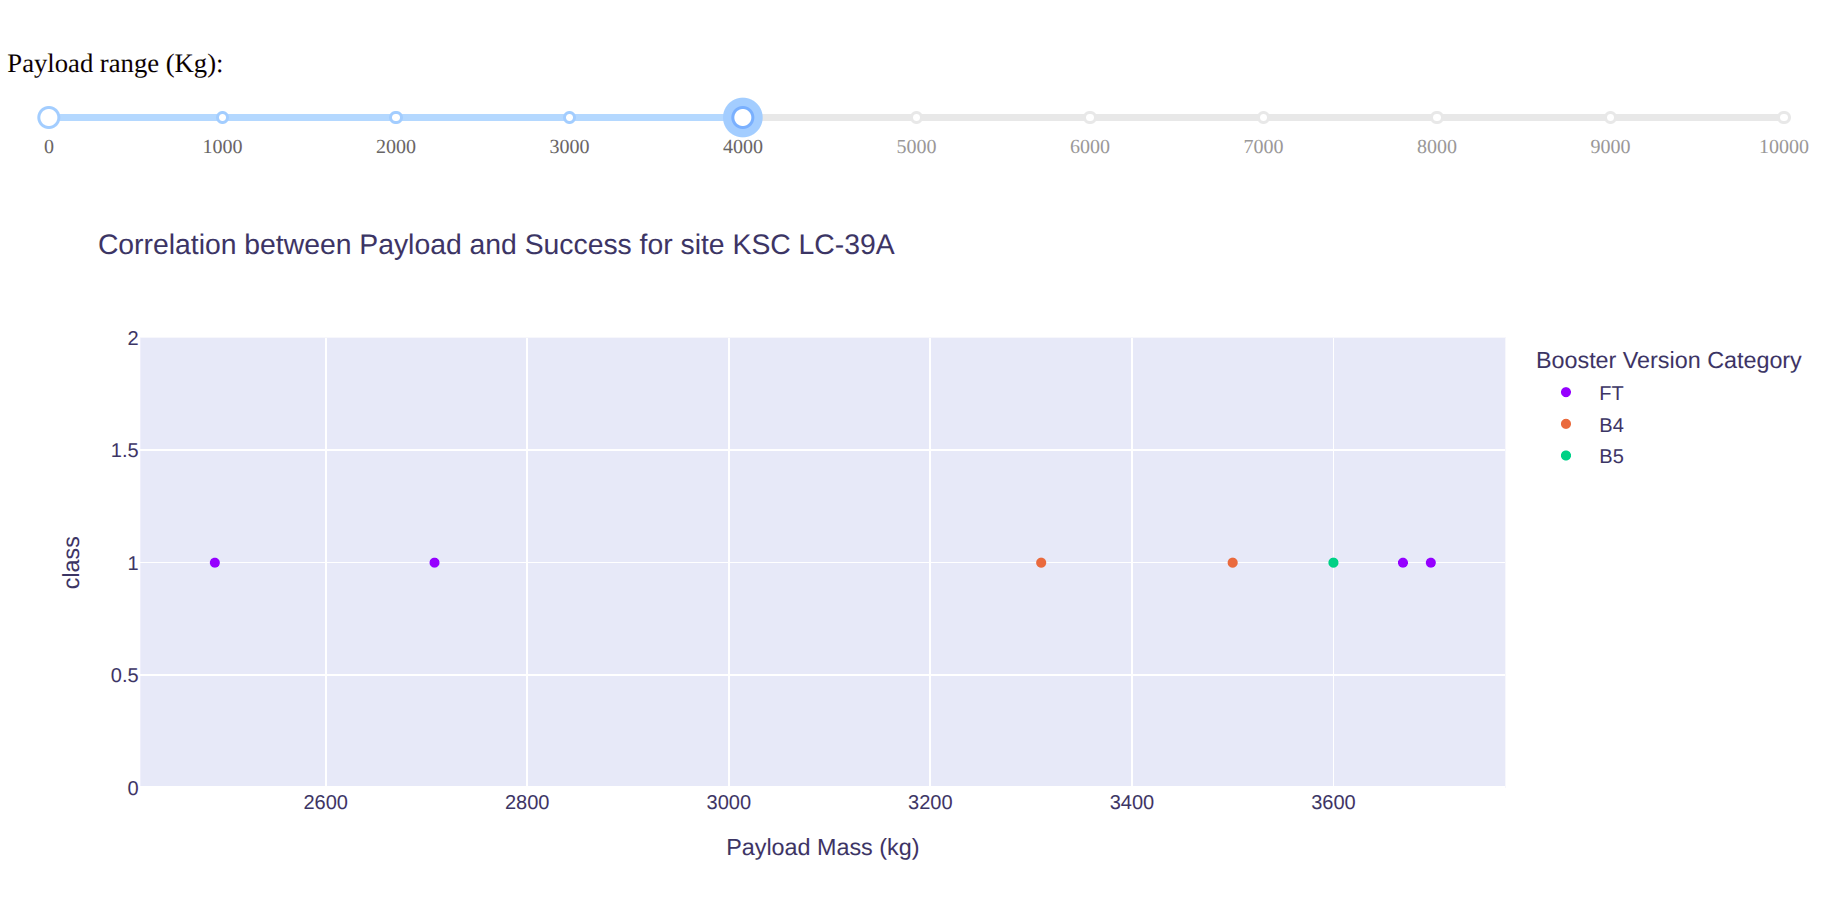 Payload range (Kg):
0 1000 2000 3000 4000 5000 6000 7000 8000 9000 10000
Correlation between Payload and Success for site KSC LC-39A
2
1.5
1
0.5
0
class
2600 2800 3000 3200 3400 3600
Payload Mass (kg)
Booster Version Category
FT
B4
B5